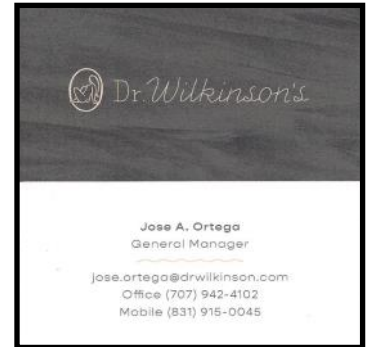 Dr. Wilkinson's
Jose A. Ortega
General Manager
jose.ortega@drwilkinson.com
Office (707) 942-4102
Mobile (831) 915-0045